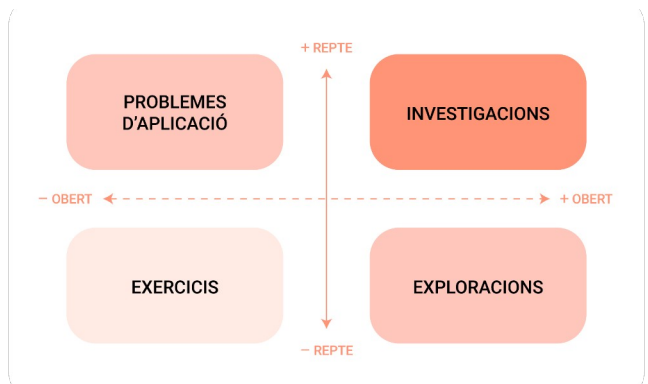 + REPTE
PROBLEMES
D'APLICACIÓ
INVESTIGACIONS
− OBERT
+ OBERT
EXERCICIS
EXPLORACIONS
− REPTE